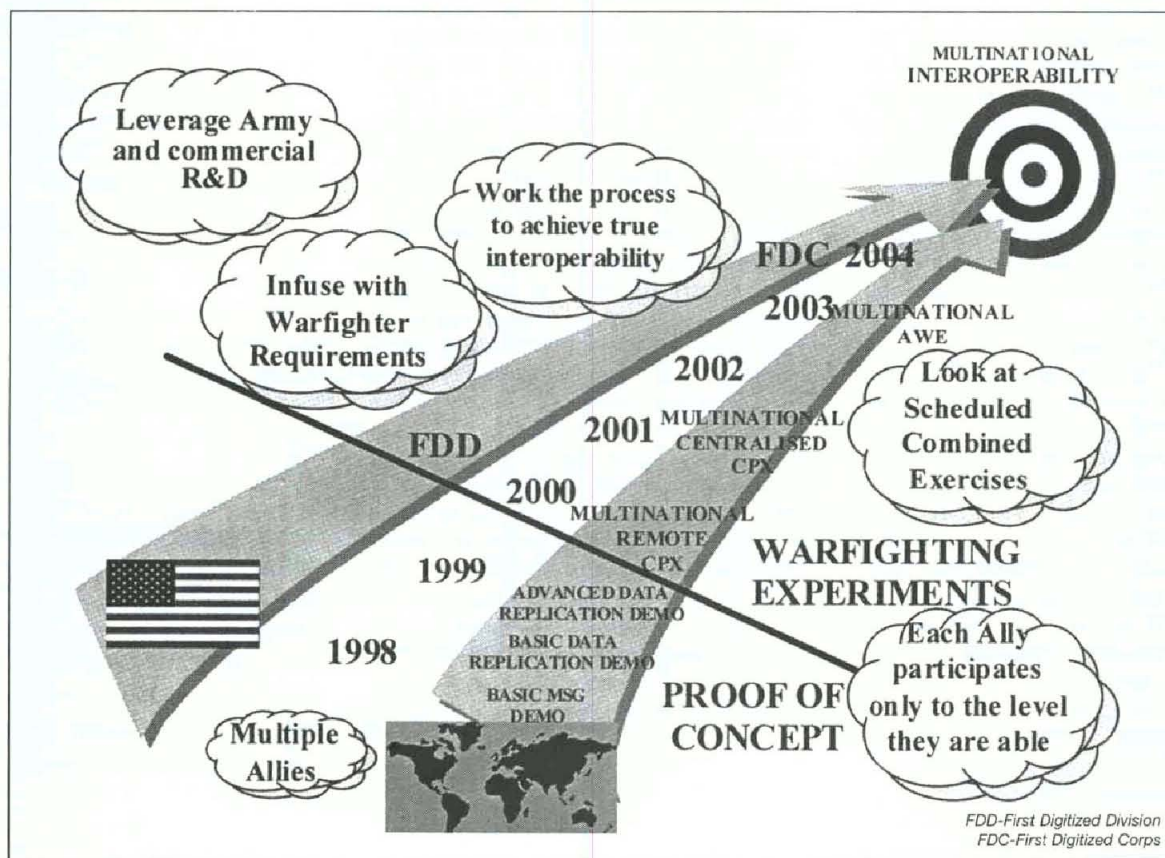 MULTINATIONAL
INTEROPERABILITY
Leverage Army
and commercial
R&D
Work the process
to achieve true
interoperability
Infuse with
Warfighter
Requirements
FDC 2004
2003 MULTINATIONAL
AWE
2002
Look at
Scheduled
Combined
Exercises
2001 MULTINATIONAL
CENTRALISED
CPX
FDD
2000
MULTINATIONAL
REMOTE
CPX
WARFIGHTING
EXPERIMENTS
1999
ADVANCED DATA
REPLICATION DEMO
1998
BASIC DATA
REPLICATION DEMO
BASIC MSG
DEMO
PROOF OF
CONCEPT
Each Ally
participates
only to the level
they are able
Multiple
Allies
FDD-First Digitized Division
FDC-First Digitized Corps